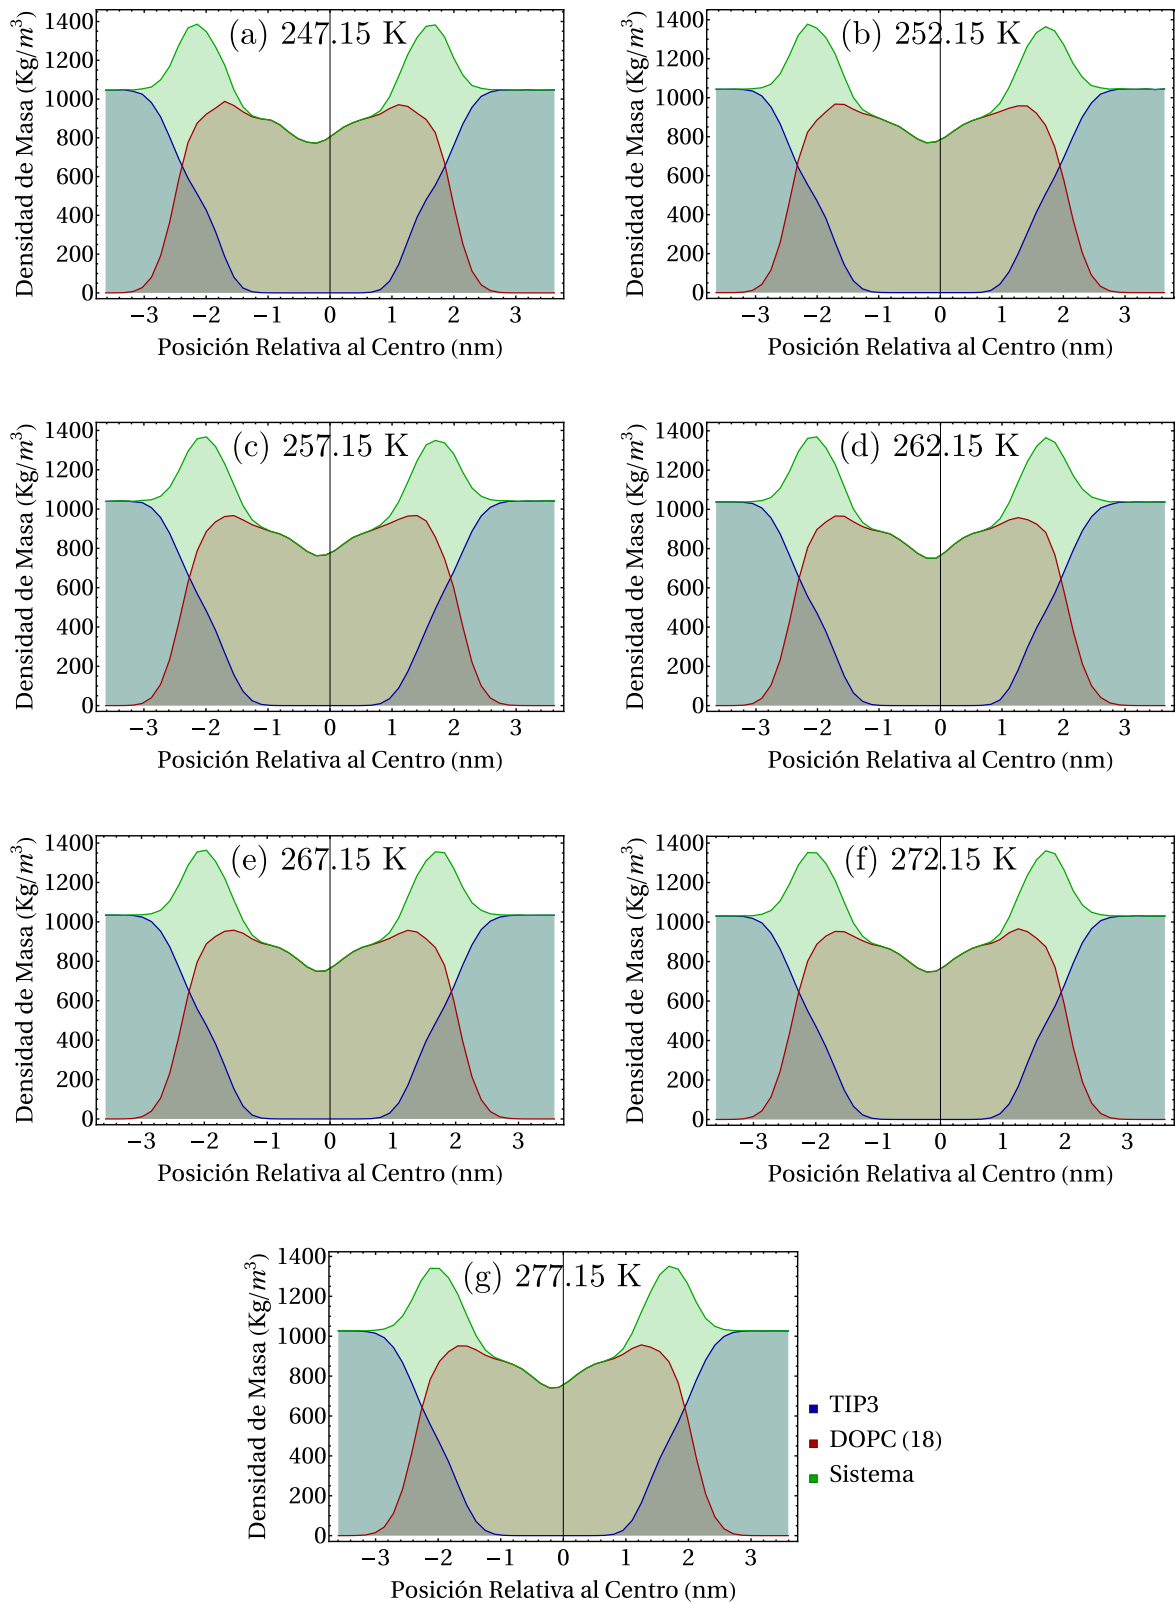 (a) 247.15 K
Densidad de Masa (Kg/m³)
1400
1200
1000
800
600
400
200
0
−3 −2 −1 0 1 2 3
Posición Relativa al Centro (nm)
(b) 252.15 K
Densidad de Masa (Kg/m³)
1400
1200
1000
800
600
400
200
0
−3 −2 −1 0 1 2 3
Posición Relativa al Centro (nm)
(c) 257.15 K
Densidad de Masa (Kg/m³)
1400
1200
1000
800
600
400
200
0
−3 −2 −1 0 1 2 3
Posición Relativa al Centro (nm)
(d) 262.15 K
Densidad de Masa (Kg/m³)
1400
1200
1000
800
600
400
200
0
−3 −2 −1 0 1 2 3
Posición Relativa al Centro (nm)
(e) 267.15 K
Densidad de Masa (Kg/m³)
1400
1200
1000
800
600
400
200
0
−3 −2 −1 0 1 2 3
Posición Relativa al Centro (nm)
(f) 272.15 K
Densidad de Masa (Kg/m³)
1400
1200
1000
800
600
400
200
0
−3 −2 −1 0 1 2 3
Posición Relativa al Centro (nm)
(g) 277.15 K
Densidad de Masa (Kg/m³)
1400
1200
1000
800
600
400
200
0
−3 −2 −1 0 1 2 3
Posición Relativa al Centro (nm)
TIP3
DOPC (18)
Sistema